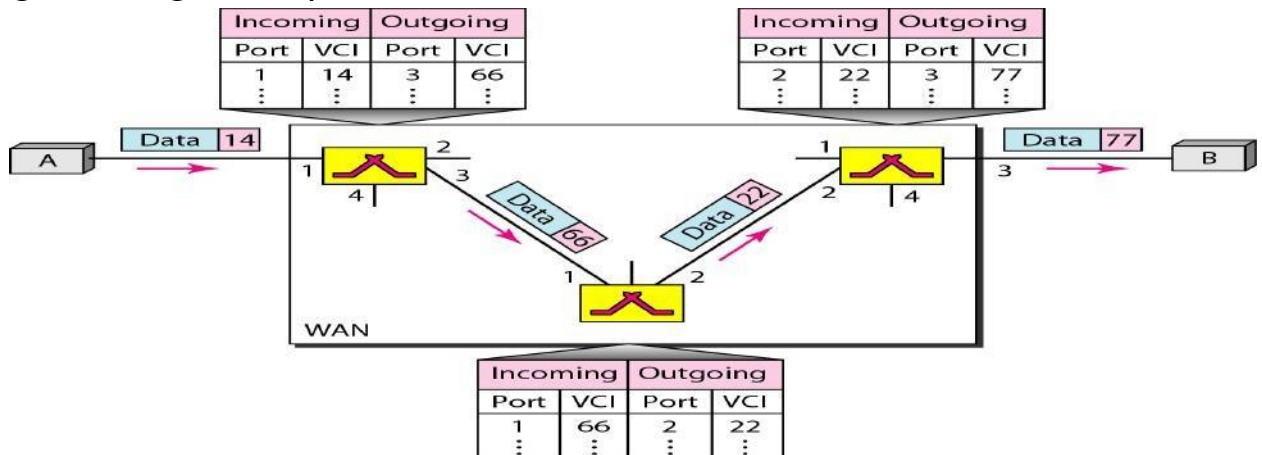 Incoming Outgoing
Port VCI Port VCI
1 14 3 66
Incoming Outgoing
Port VCI Port VCI
2 22 3 77
A
Data 14
1
2
3
4
Data 66
1
2
Data 22
1
2
3
4
Data 77
B
WAN
Incoming Outgoing
Port VCI Port VCI
1 66 2 22